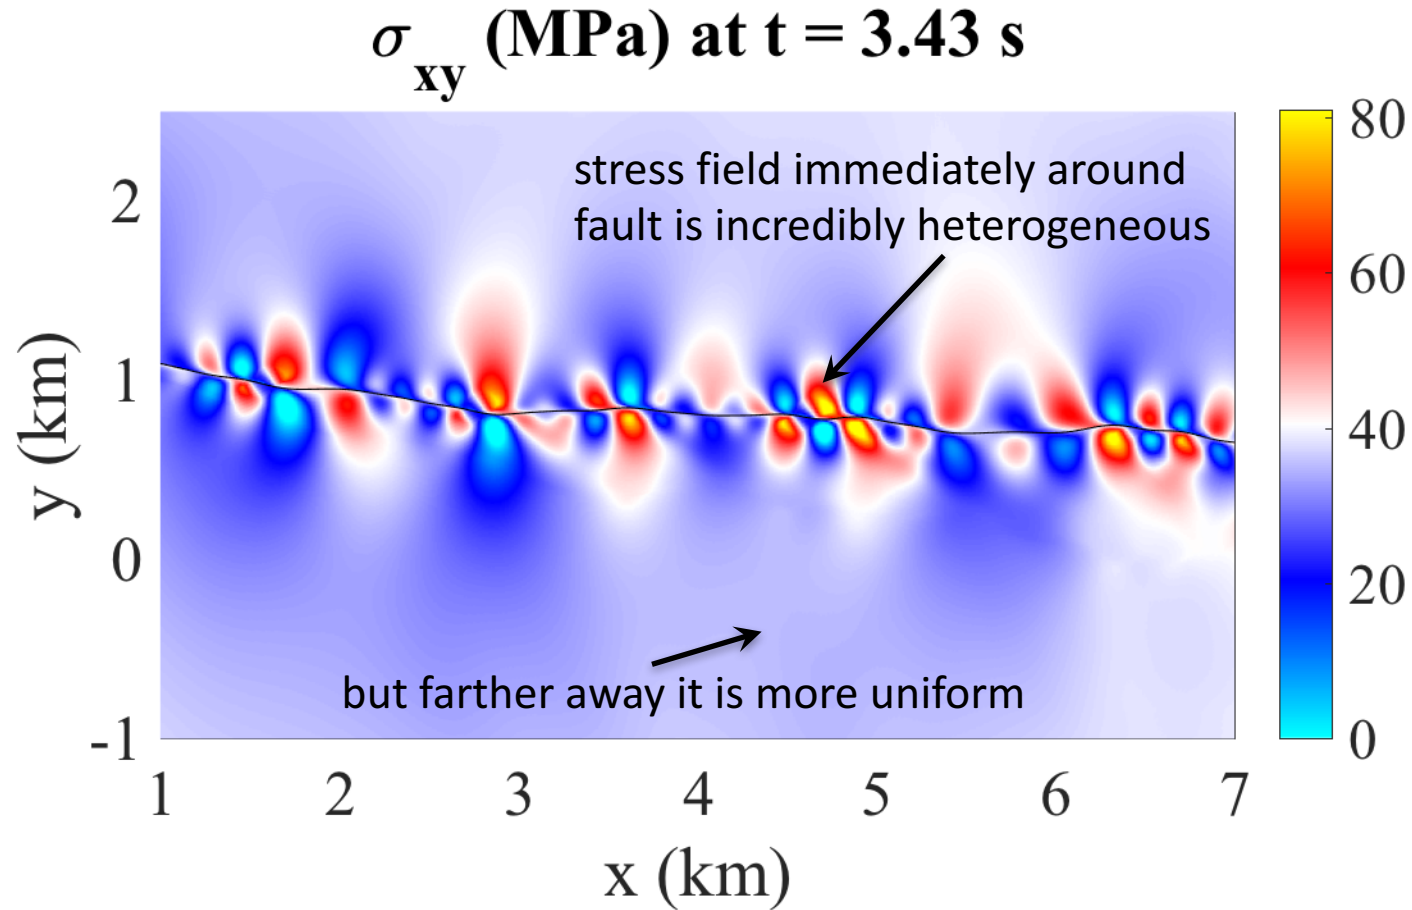 σxy (MPa) at t = 3.43 s
stress field immediately around
fault is incredibly heterogeneous
but farther away it is more uniform
y (km)
2
1
0
-1
1 2 3 4 5 6 7
x (km)
80
60
40
20
0